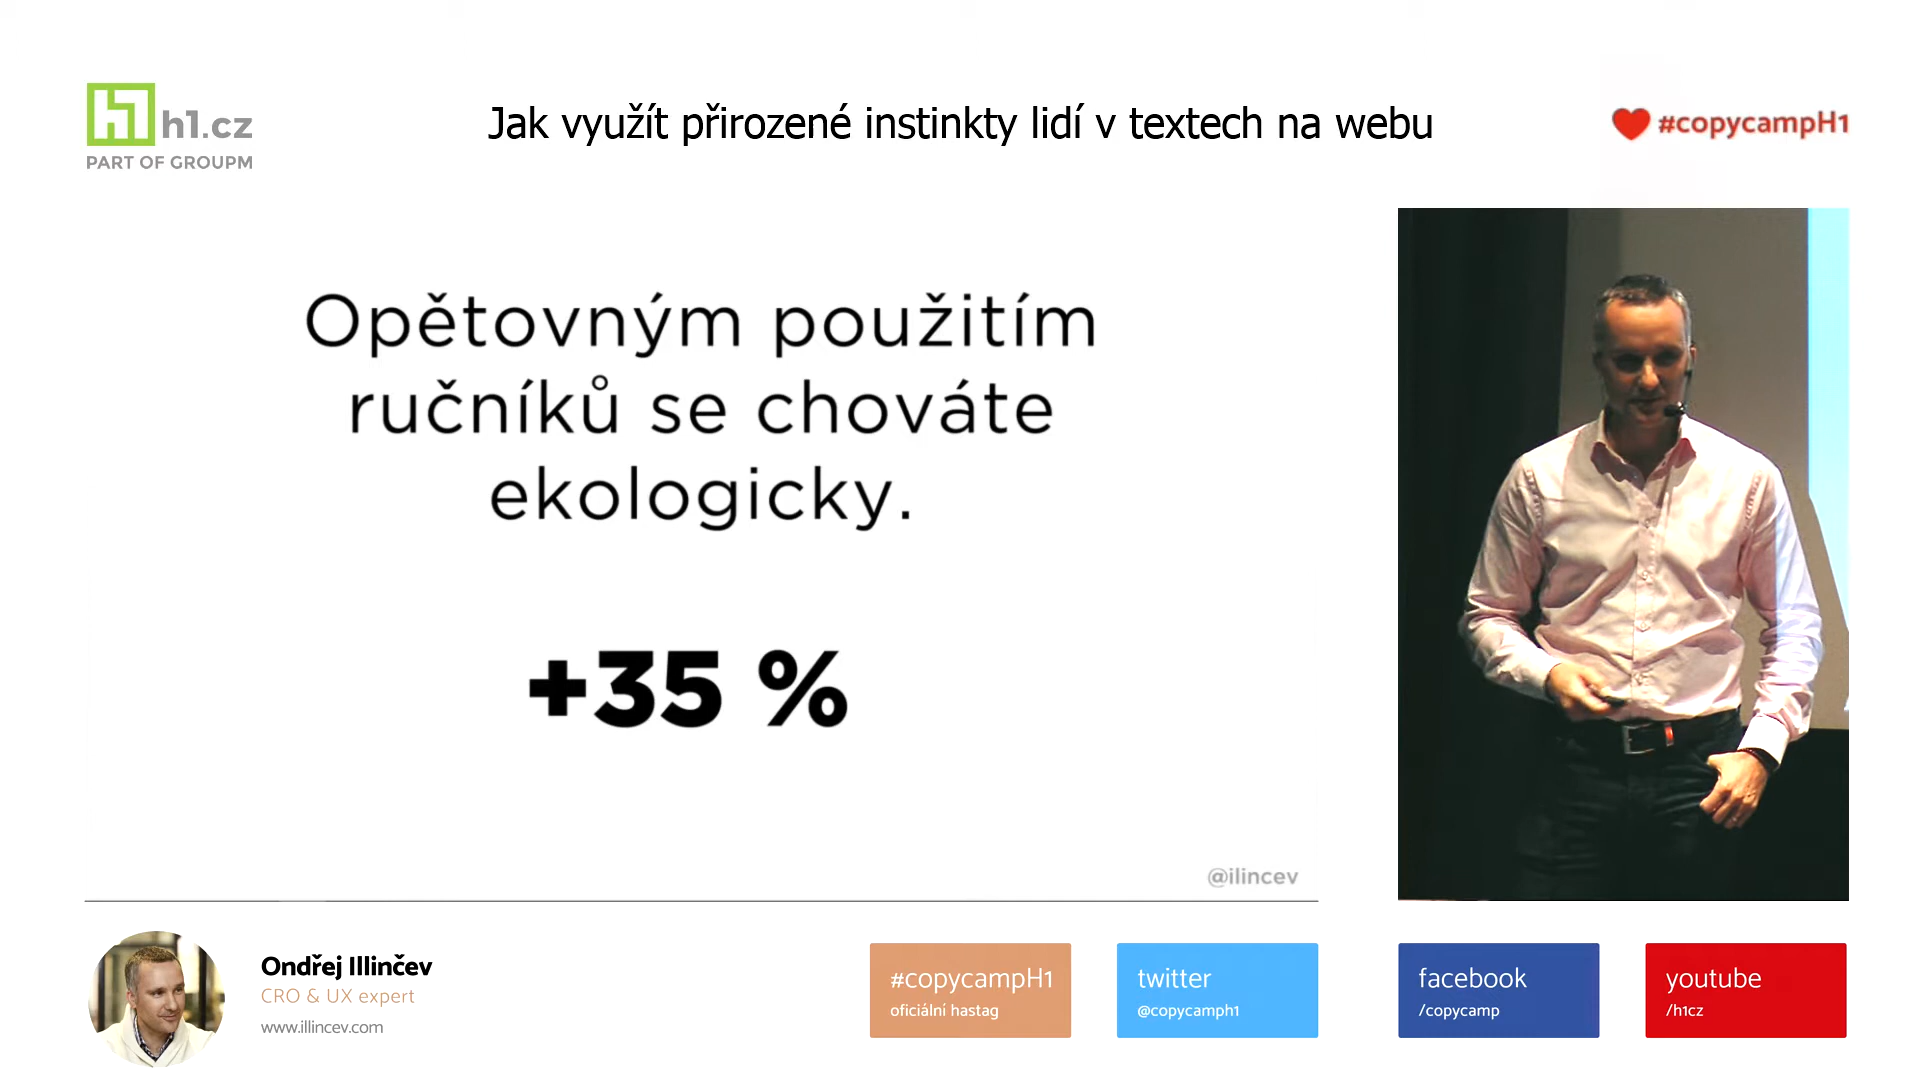 h1.cz
PART OF GROUPM
Jak využít přirozené instinkty lidí v textech na webu
#copycampH1
Opětovným použitím
ručníků se chováte
ekologicky.
+35 %
@ilincev
Ondřej Illinčev
CRO & UX expert
www.illincev.com
#copycampH1
oficiální hastag
twitter
@copycamph1
facebook
/copycamp
youtube
/h1cz